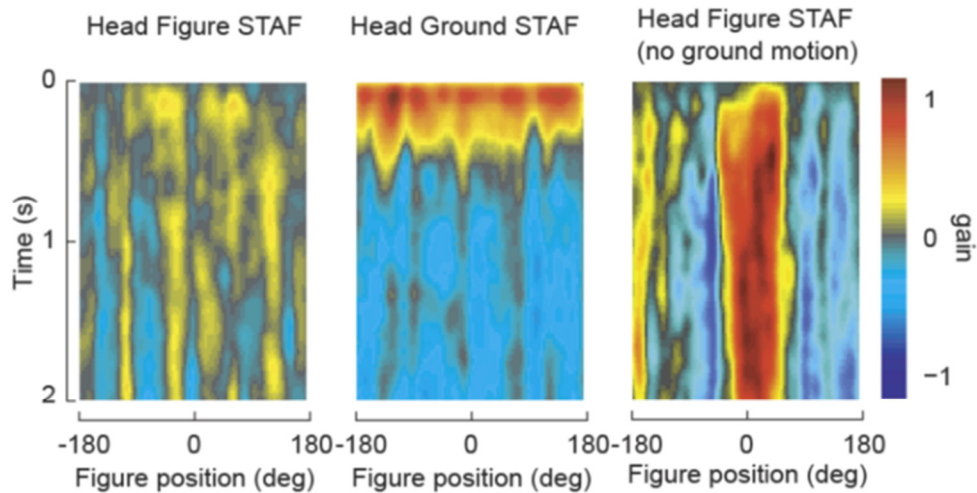 Head Figure STAF
Head Ground STAF
Head Figure STAF
(no ground motion)
0
1
2
Time (s)
-180 0 180
-180 0 180
-180 0 180
Figure position (deg)
Figure position (deg)
Figure position (deg)
1
0
−1
gain